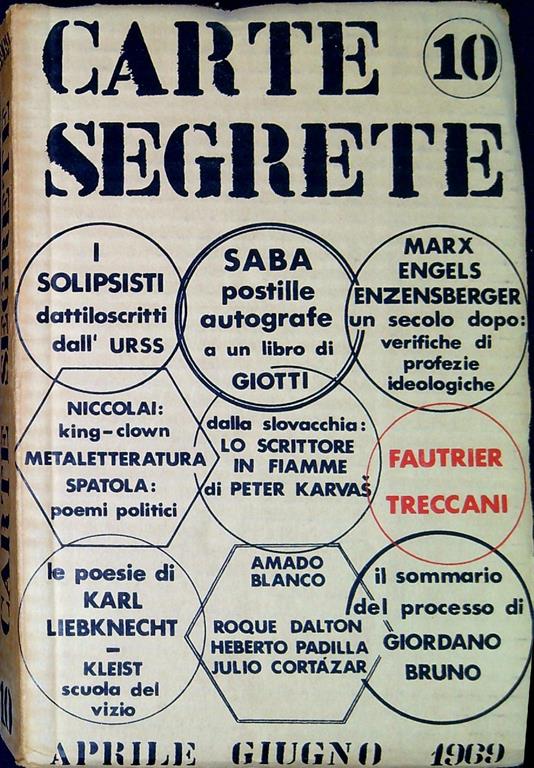 CARTE
10
SEGRETE
I
SOLIPSISTI
dattiloscritti
dall' URSS
SABA
postille
autografe
a un libro di
GIOTTI
MARX
ENGELS
ENZENSBERGER
un secolo dopo:
verifiche di
profezie
ideologiche
NICCOLAI:
king-clown
METALETTERATURA
SPATOLA:
poemi politici
dalla slovacchia:
LO SCRITTORE
IN FIAMME
di PETER KARVAŠ
FAUTRIER
TRECCANI
le poesie di
KARL
LIEBKNECHT
-
KLEIST
scuola del
vizio
AMADO
BLANCO
ROQUE DALTON
HEBERTO PADILLA
JULIO CORTÁZAR
il sommario
del processo di
GIORDANO
BRUNO
APRILE GIUGNO 1969
CARTE SEGRETE
10